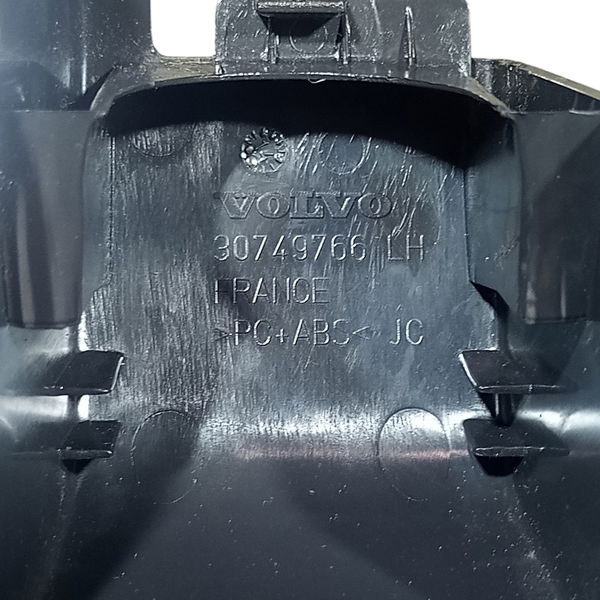 VOLVO
30749766 LH
FRANCE
>PC+ABS< JC